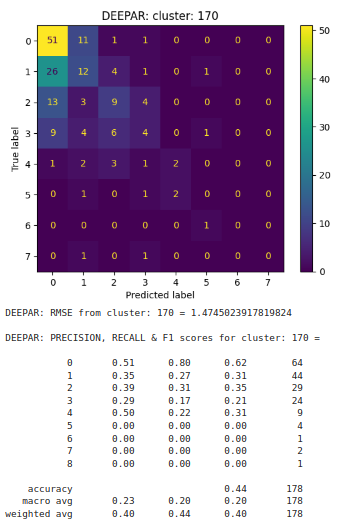 DEEPAR: cluster: 170
0 51 11 1 1 0 0 0 0
1 26 12 4 1 0 1 0 0
2 13 3 9 4 0 0 0 0
3 9 4 6 4 0 1 0 0
4 1 2 3 1 2 0 0 0
5 0 1 0 1 2 0 0 0
6 0 0 0 0 0 1 0 0
7 0 1 0 1 0 0 0 0
0 1 2 3 4 5 6 7
True label
Predicted label
50
40
30
20
10
0
DEEPAR: RMSE from cluster: 170 = 1.4745023917819824
DEEPAR: PRECISION, RECALL & F1 scores for cluster: 170 =
0 0.51 0.80 0.62 64
1 0.35 0.27 0.31 44
2 0.39 0.31 0.35 29
3 0.29 0.17 0.21 24
4 0.50 0.22 0.31 9
5 0.00 0.00 0.00 4
6 0.00 0.00 0.00 1
7 0.00 0.00 0.00 2
8 0.00 0.00 0.00 1
accuracy 0.44 178
macro avg 0.23 0.20 0.20 178
weighted avg 0.40 0.44 0.40 178